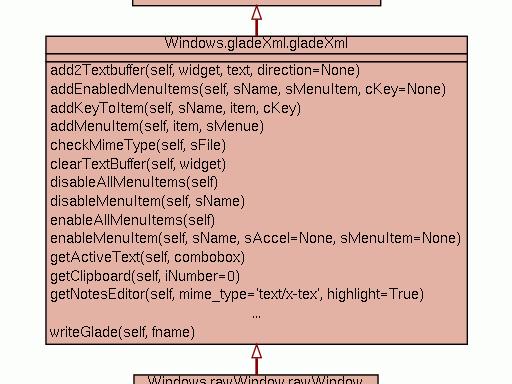 Windows.gladeXml.gladeXml
add2Textbuffer(self, widget, text, direction=None)
addEnabledMenuItems(self, sName, sMenuItem, cKey=None)
addKeyToItem(self, sName, item, cKey)
addMenuItem(self, item, sMenue)
checkMimeType(self, sFile)
clearTextBuffer(self, widget)
disableAllMenuItems(self)
disableMenuItem(self, sName)
enableAllMenuItems(self)
enableMenuItem(self, sName, sAccel=None, sMenuItem=None)
getActiveText(self, combobox)
getClipboard(self, iNumber=0)
getNotesEditor(self, mime_type='text/x-tex', highlight=True)
...
writeGlade(self, fname)
Windows.rawWindow.rawWindow